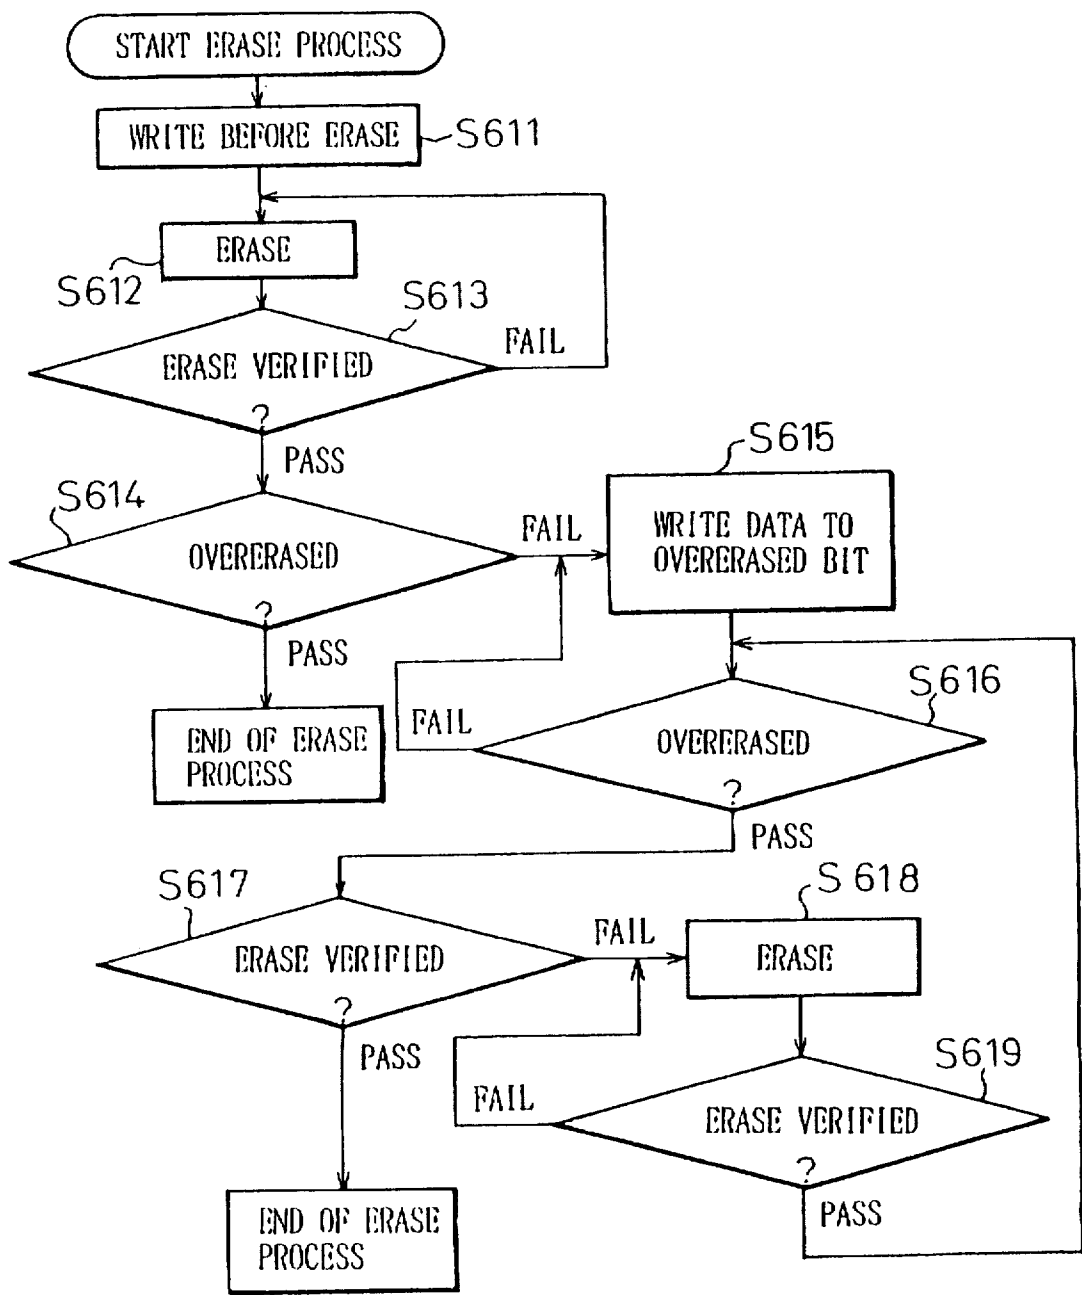 START ERASE PROCESS
WRITE BEFORE ERASE
S611
ERASE
S612
S613
ERASE VERIFIED
?
FAIL
PASS
S614
OVERERASED
?
FAIL
PASS
S615
WRITE DATA TO
OVERERASED BIT
END OF ERASE
PROCESS
S616
OVERERASED
?
FAIL
PASS
S617
ERASE VERIFIED
?
FAIL
PASS
S618
ERASE
S619
ERASE VERIFIED
?
FAIL
PASS
END OF ERASE
PROCESS